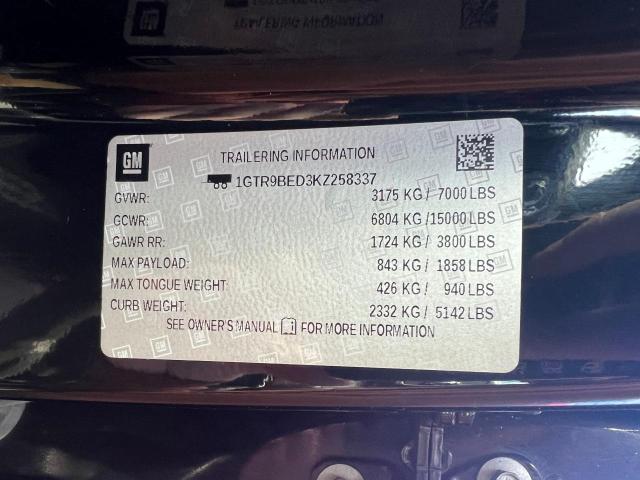 GM
TRAILERING INFORMATION
1GTR9BED3KZ258337
GVWR: 3175 KG / 7000 LBS
GCWR: 6804 KG /15000 LBS
GAWR RR: 1724 KG / 3800 LBS
MAX PAYLOAD: 843 KG / 1858 LBS
MAX TONGUE WEIGHT: 426 KG / 940 LBS
CURB WEIGHT: 2332 KG / 5142 LBS
SEE OWNER'S MANUAL FOR MORE INFORMATION